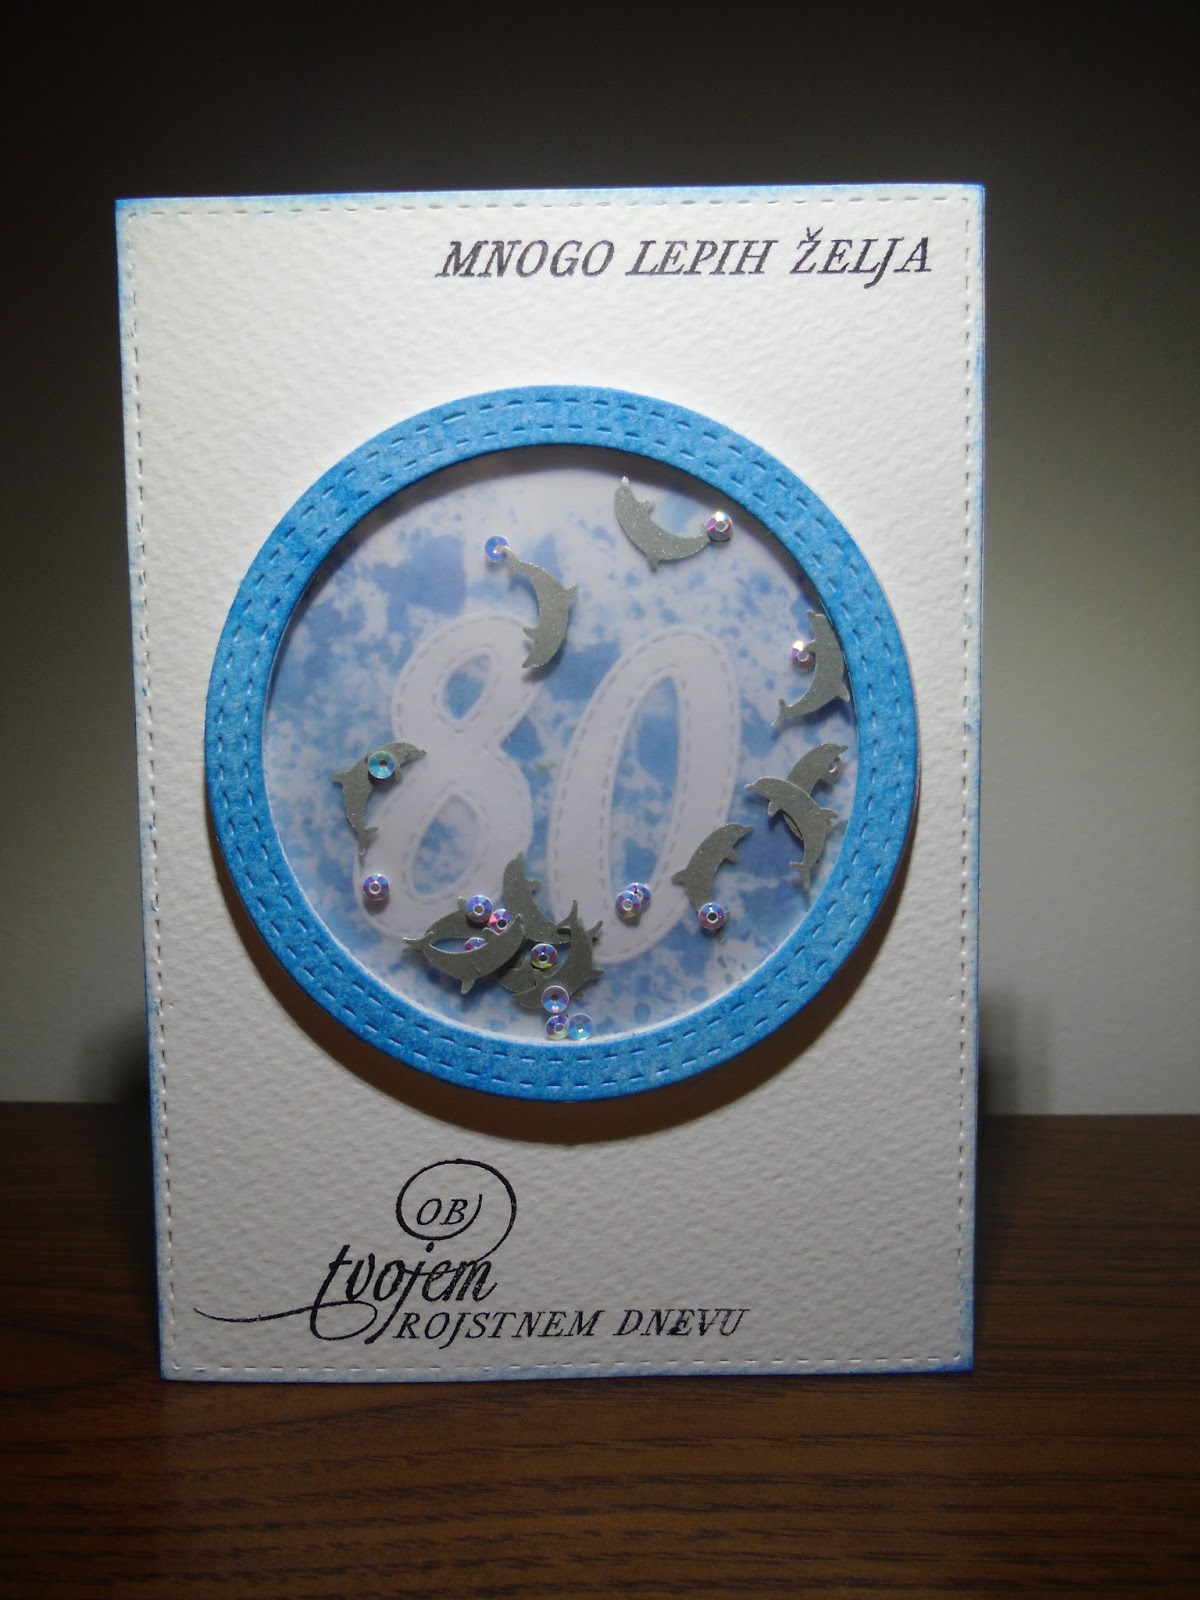 MNOGO LEPIH ŽELJA
80
OB
tvojem
ROJSTNEM DNEVU